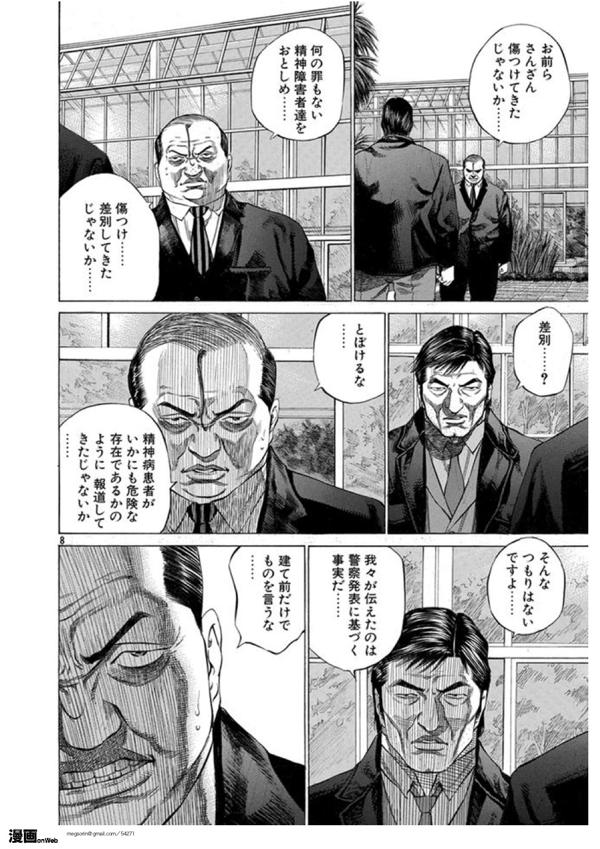 お前ら
さんざん
傷つけてきた
じゃないか……
何の罪もない
精神障害者達を
おとしめ……
傷つけ……
差別してきた
じゃないか……
差別……?
とぼけるな
……
精神病患者が
いかにも危険な
存在であるかの
ように 報道して
きたじゃないか
……
そんな
つもりはない
ですよ……
我々が伝えたのは
警察発表に基づく
事実だ……
建て前だけで
ものを言うな
8
漫画 on Web
megaorin@gmail.com/54271